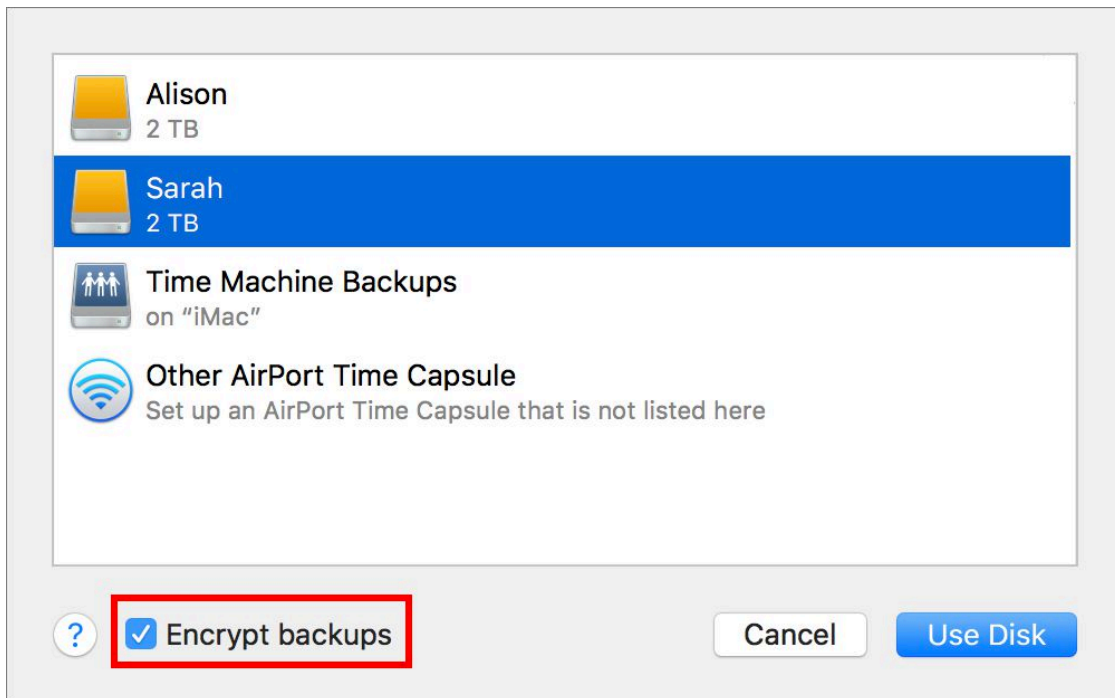 Alison
2 TB
Sarah
2 TB
Time Machine Backups
on “iMac”
Other AirPort Time Capsule
Set up an AirPort Time Capsule that is not listed here
? Encrypt backups Cancel Use Disk